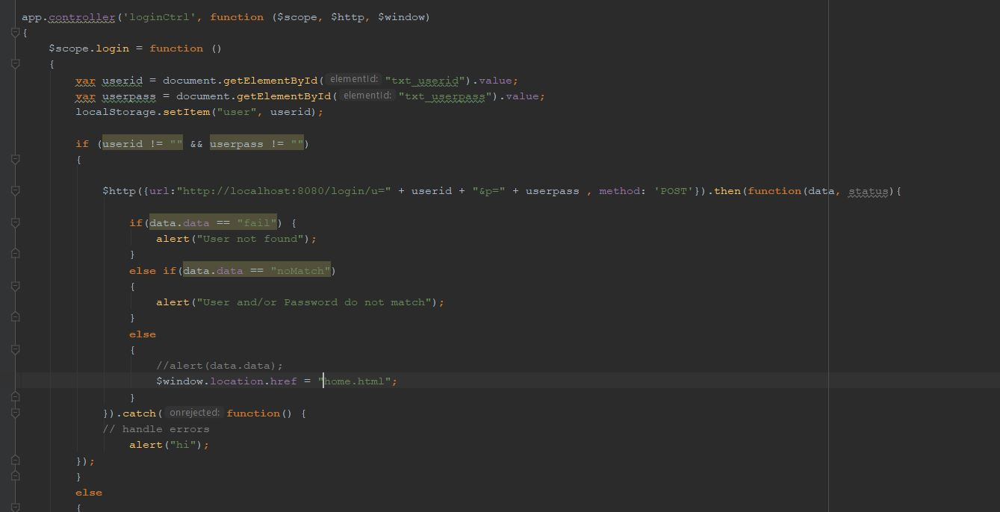 app.controller('loginCtrl', function ($scope, $http, $window)
{
$scope.login = function ()
{
var userid = document.getElementById( elementId: "txt_userid").value;
var userpass = document.getElementById( elementId: "txt_userpass").value;
localStorage.setItem("user", userid);
if (userid != "" && userpass != "")
{
$http({url:"http://localhost:8080/login/u=" + userid + "&p=" + userpass , method: 'POST'}).then(function(data, status){
if(data.data == "fail") {
alert("User not found");
}
else if(data.data == "noMatch")
{
alert("User and/or Password do not match");
}
else
{
//alert(data.data);
$window.location.href = "home.html";
}
}).catch( onrejected: function() {
// handle errors
alert("hi");
});
}
else
{